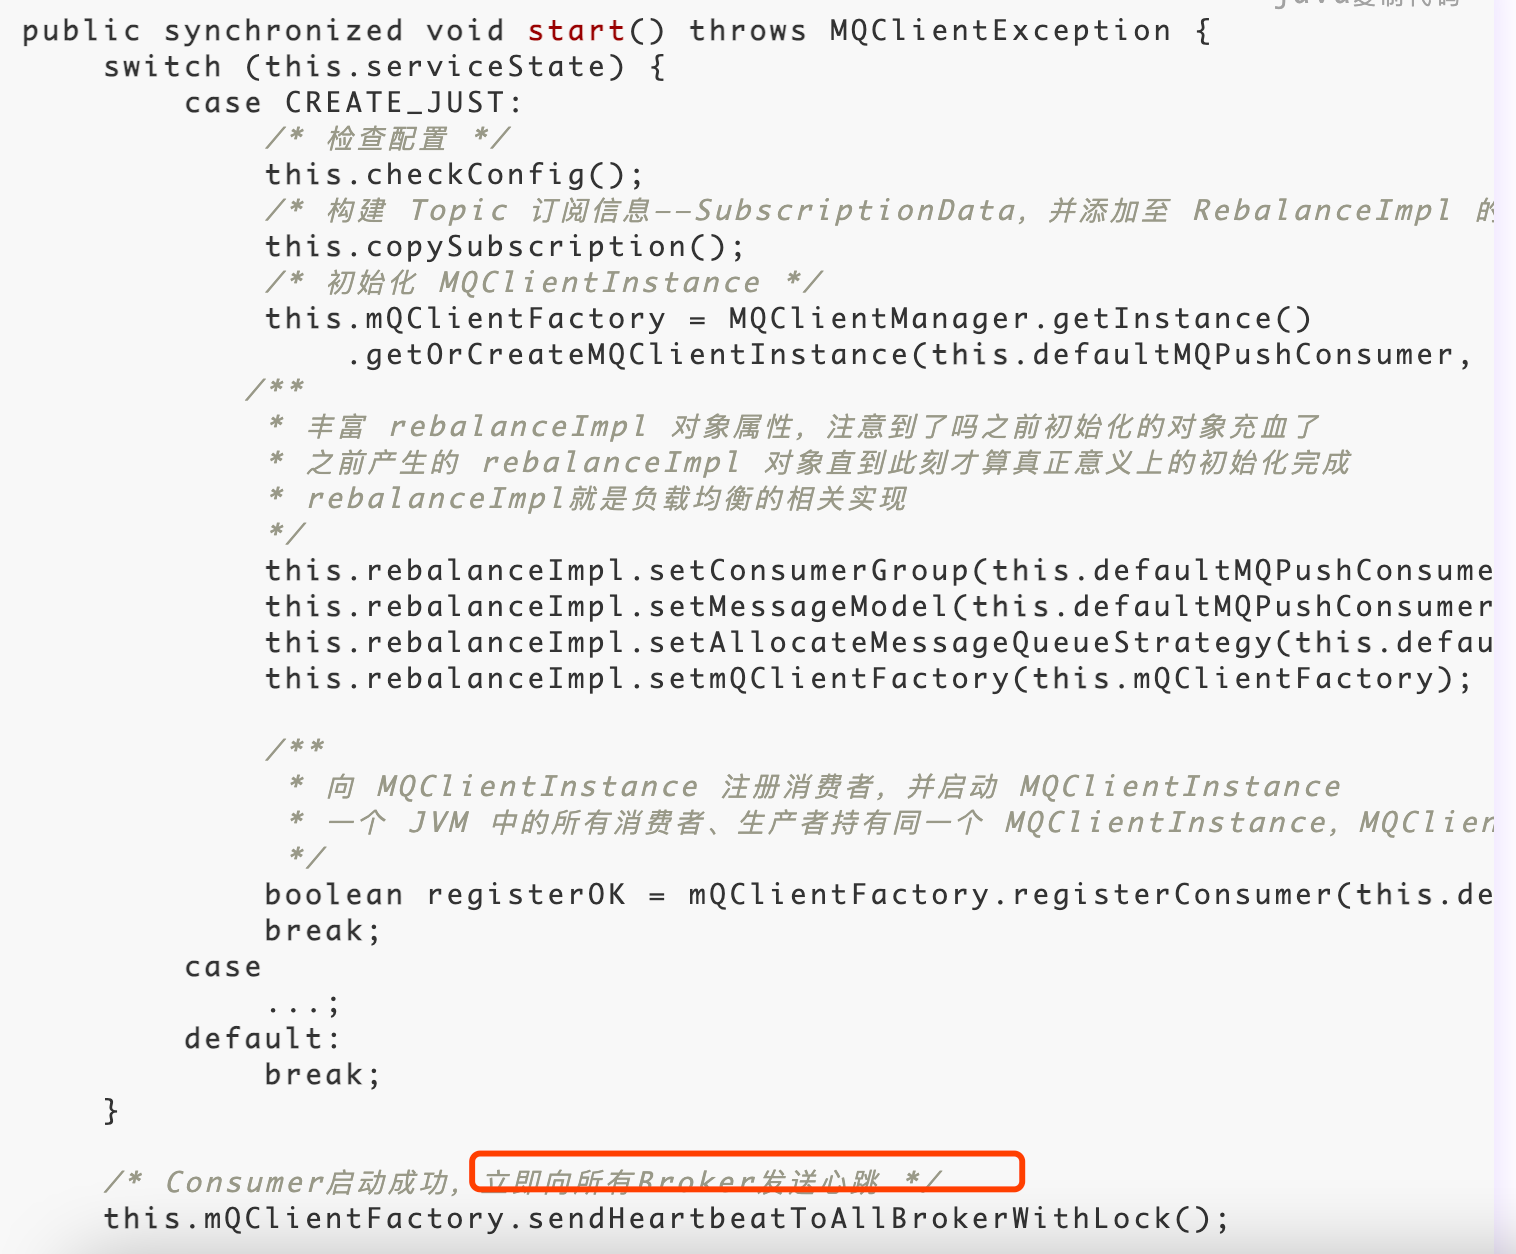 java复制代码
public synchronized void start() throws MQClientException {
switch (this.serviceState) {
case CREATE_JUST:
/* 检查配置 */
this.checkConfig();
/* 构建 Topic 订阅信息——SubscriptionData，并添加至 RebalanceImpl 的
this.copySubscription();
/* 初始化 MQClientInstance */
this.mQClientFactory = MQClientManager.getInstance()
.getOrCreateMQClientInstance(this.defaultMQPushConsumer,
/**
* 丰富 rebalanceImpl 对象属性，注意到了吗之前初始化的对象充血了
* 之前产生的 rebalanceImpl 对象直到此刻才算真正意义上的初始化完成
* rebalanceImpl就是负载均衡的相关实现
*/
this.rebalanceImpl.setConsumerGroup(this.defaultMQPushConsume
this.rebalanceImpl.setMessageModel(this.defaultMQPushConsumer
this.rebalanceImpl.setAllocateMessageQueueStrategy(this.defau
this.rebalanceImpl.setmQClientFactory(this.mQClientFactory);
/**
* 向 MQClientInstance 注册消费者，并启动 MQClientInstance
* 一个 JVM 中的所有消费者、生产者持有同一个 MQClientInstance，MQClien
*/
boolean registerOK = mQClientFactory.registerConsumer(this.de
break;
case
...;
default:
break;
}
/* Consumer启动成功，立即向所有Broker发送心跳 */
this.mQClientFactory.sendHeartbeatToAllBrokerWithLock();